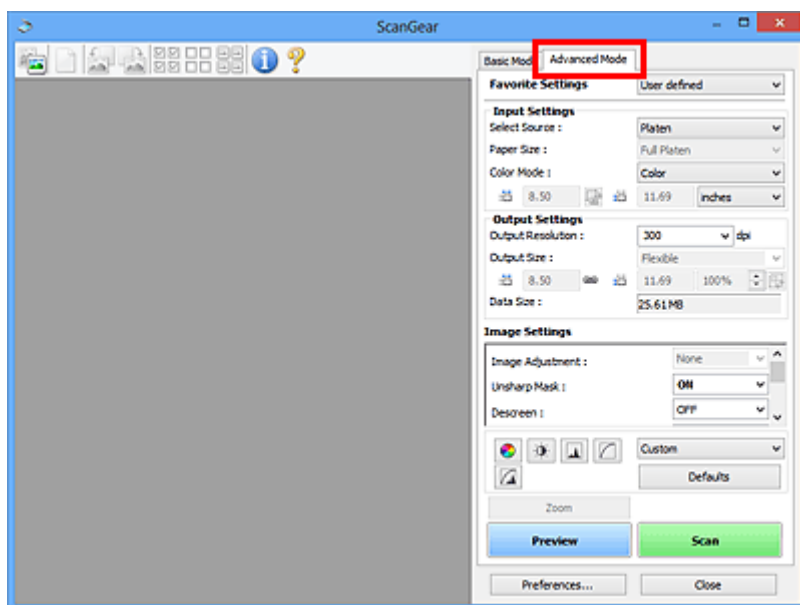 ScanGear
Basic Mode Advanced Mode
Favorite Settings User defined
Input Settings
Select Source : Platen
Paper Size : Full Platen
Color Mode : Color
8.50 11.69 inches
Output Settings
Output Resolution : 300 dpi
Output Size : Flexible
8.50 11.69 100%
Data Size : 25.61MB
Image Settings
Image Adjustment : None
Unsharp Mask : ON
Descreen : OFF
Custom
Defaults
Zoom
Preview Scan
Preferences... Close